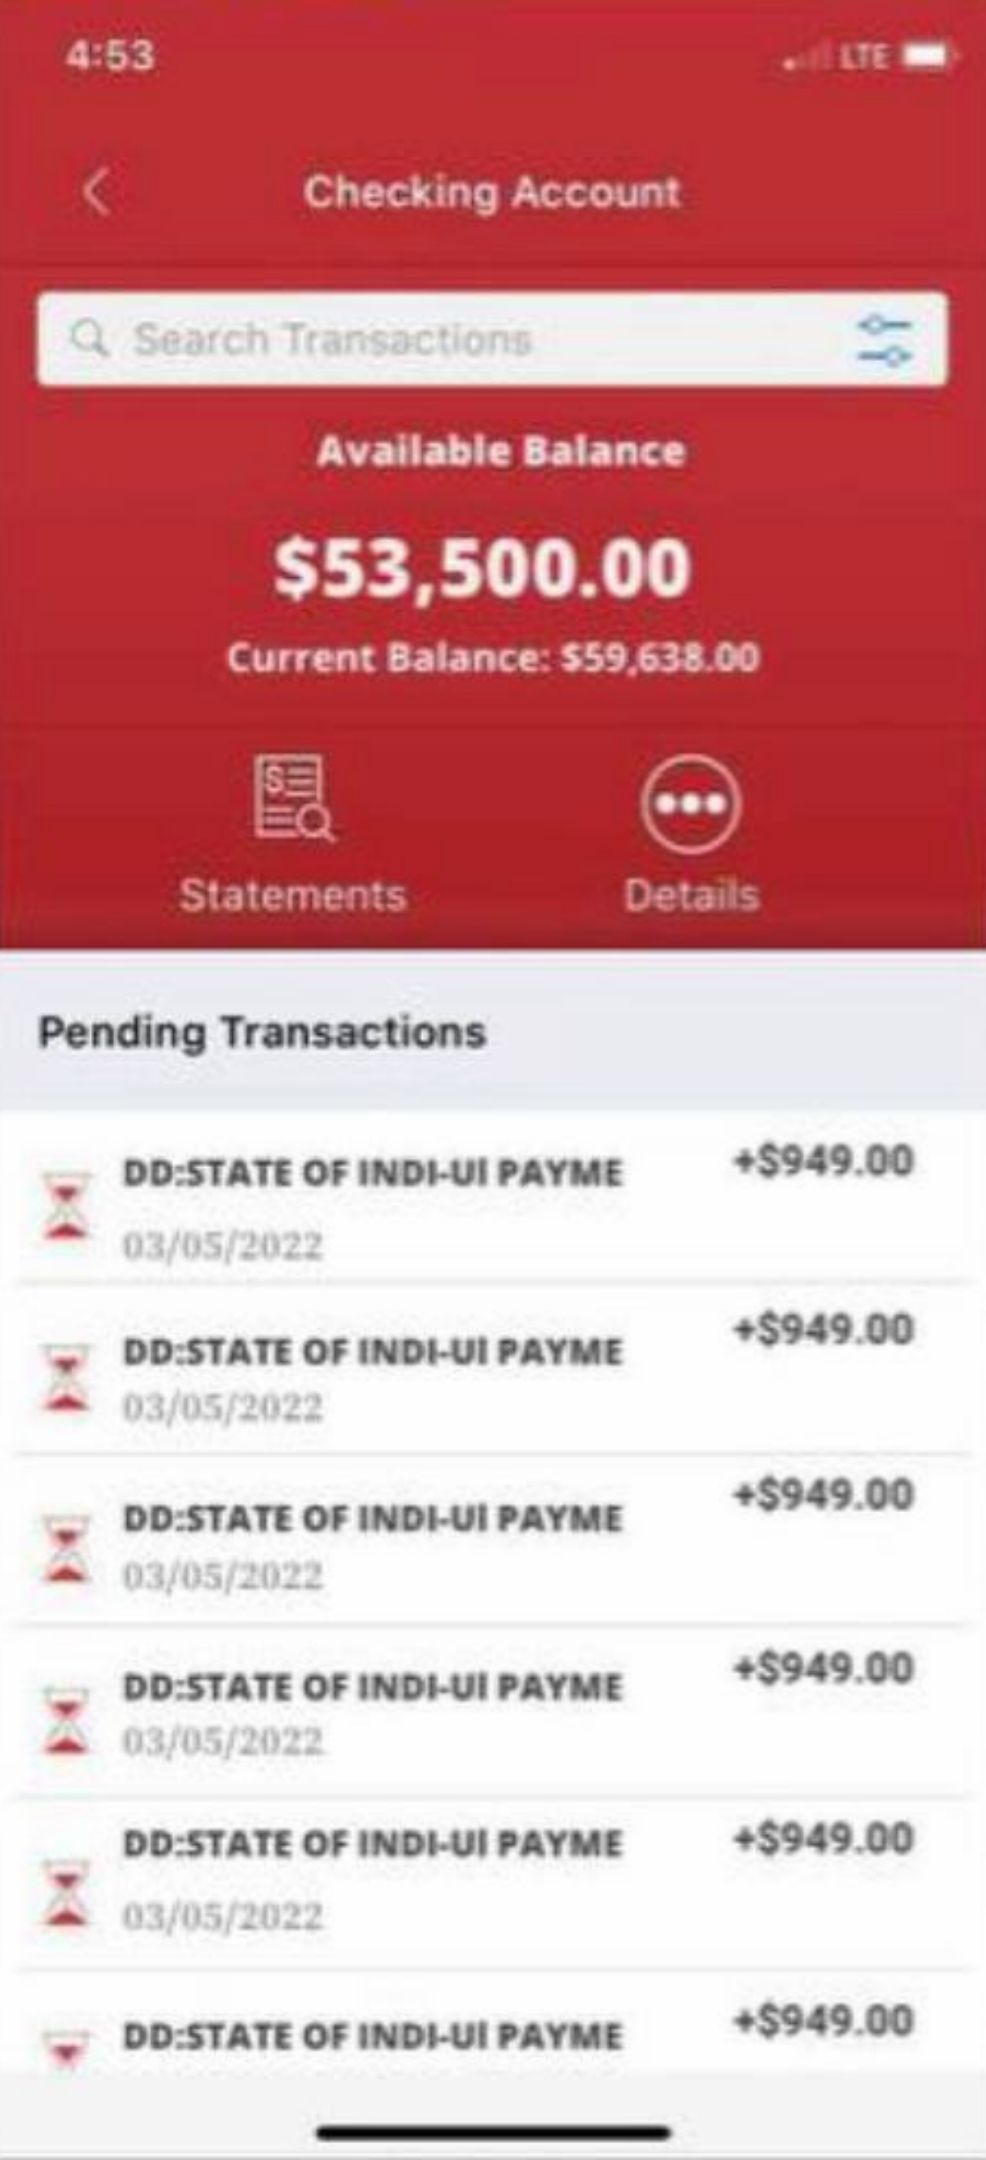 4:53
LTE
Checking Account
Search Transactions
Available Balance
$53,500.00
Current Balance: $59,638.00
Statements
Details
Pending Transactions
DD:STATE OF INDI-UI PAYME
+$949.00
03/05/2022
DD:STATE OF INDI-UI PAYME
+$949.00
03/05/2022
DD:STATE OF INDI-UI PAYME
+$949.00
03/05/2022
DD:STATE OF INDI-UI PAYME
+$949.00
03/05/2022
DD:STATE OF INDI-UI PAYME
+$949.00
03/05/2022
DD:STATE OF INDI-UI PAYME
+$949.00